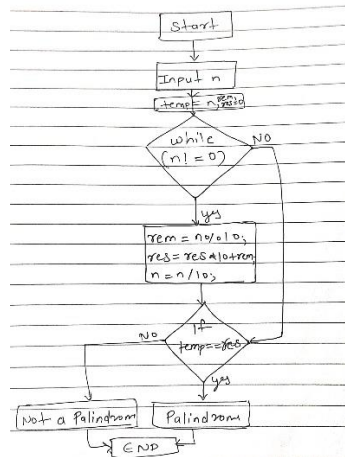 Start
Input n
temp = n, rem, res=0
while
(n! = 0)
NO
yes
rem = n%10;
res = res*10+rem
n = n/10;
If
temp==res
NO
yes
Not a Palindrom
Palindrome
END